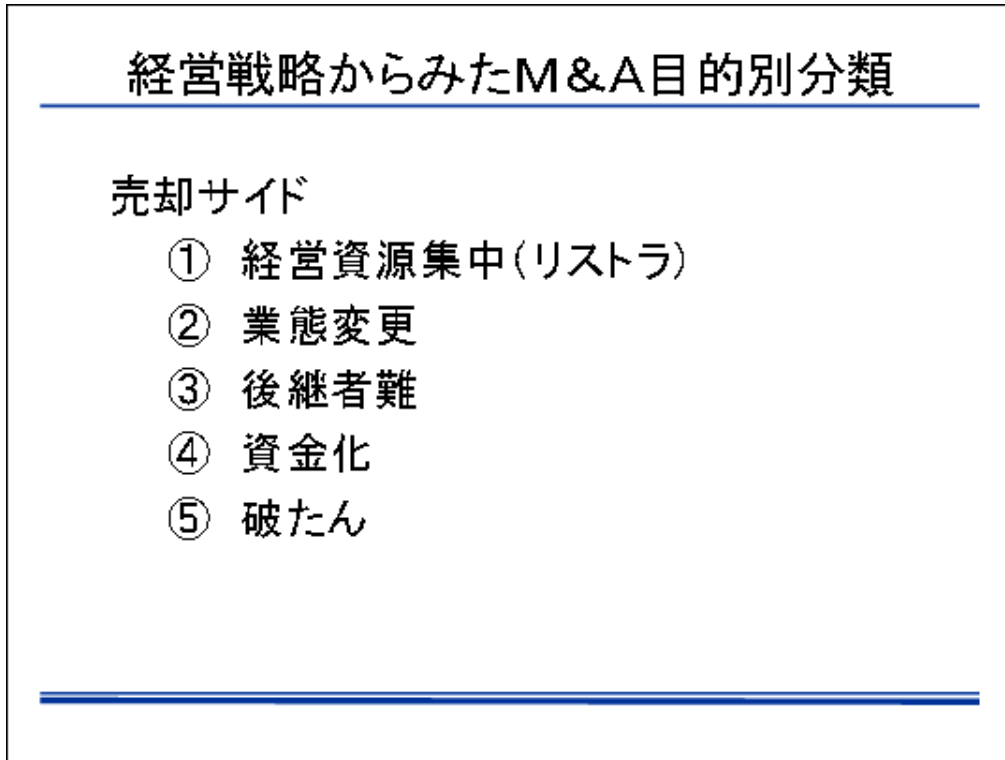 経営戦略からみたM&A目的別分類
売却サイド
① 経営資源集中(リストラ)
② 業態変更
③ 後継者難
④ 資金化
⑤ 破たん